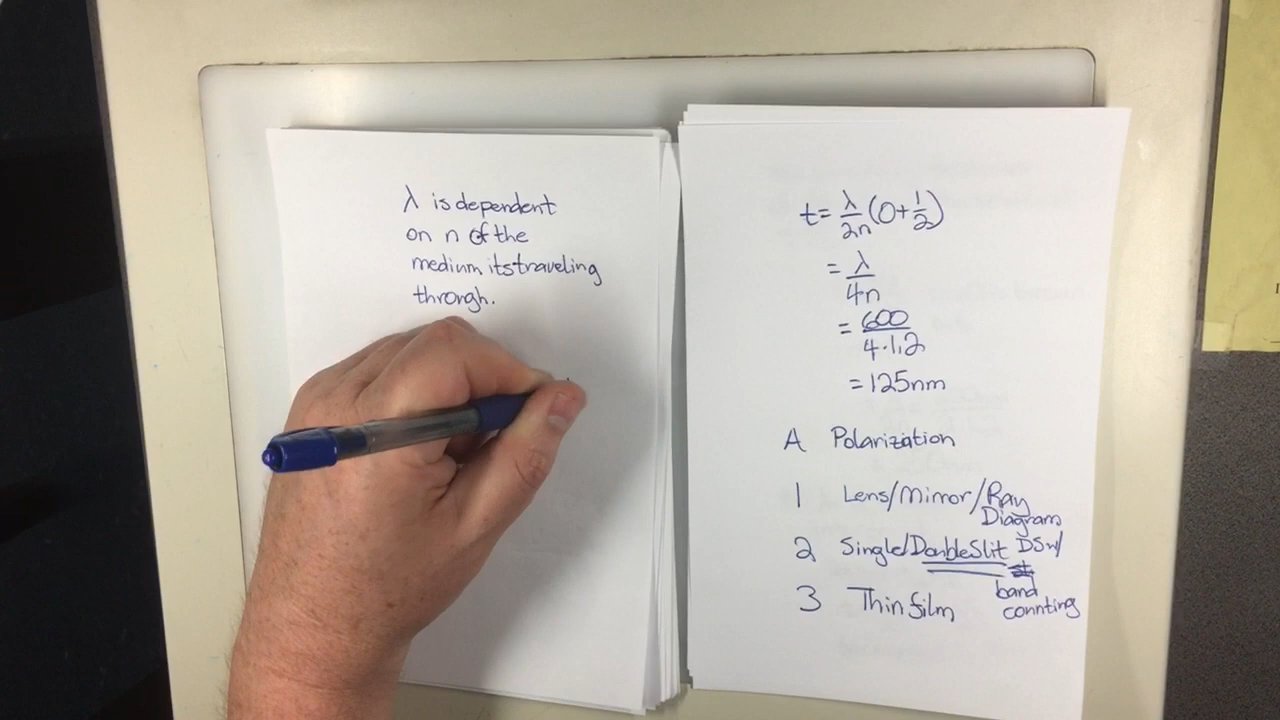 λ is dependent
on n of the
medium its traveling
through.
t = λ/2n (0 + 1/2)
= λ/4n
= 600/4·1.2
= 125nm
A Polarization
1 Lens/Mirror/Ray
Diagram
2 Single/Double Slit DS w/
band
counting
3 Thin film